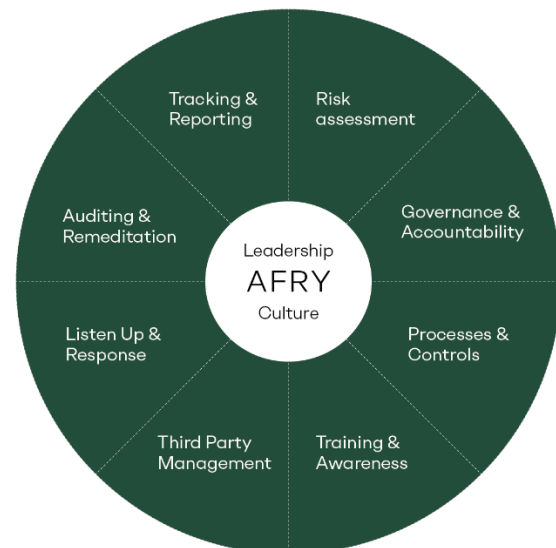 Tracking &
Reporting
Risk
assessment
Auditing &
Remeditation
Governance &
Accountability
Leadership
AFRY
Culture
Listen Up &
Response
Processes &
Controls
Third Party
Management
Training &
Awareness